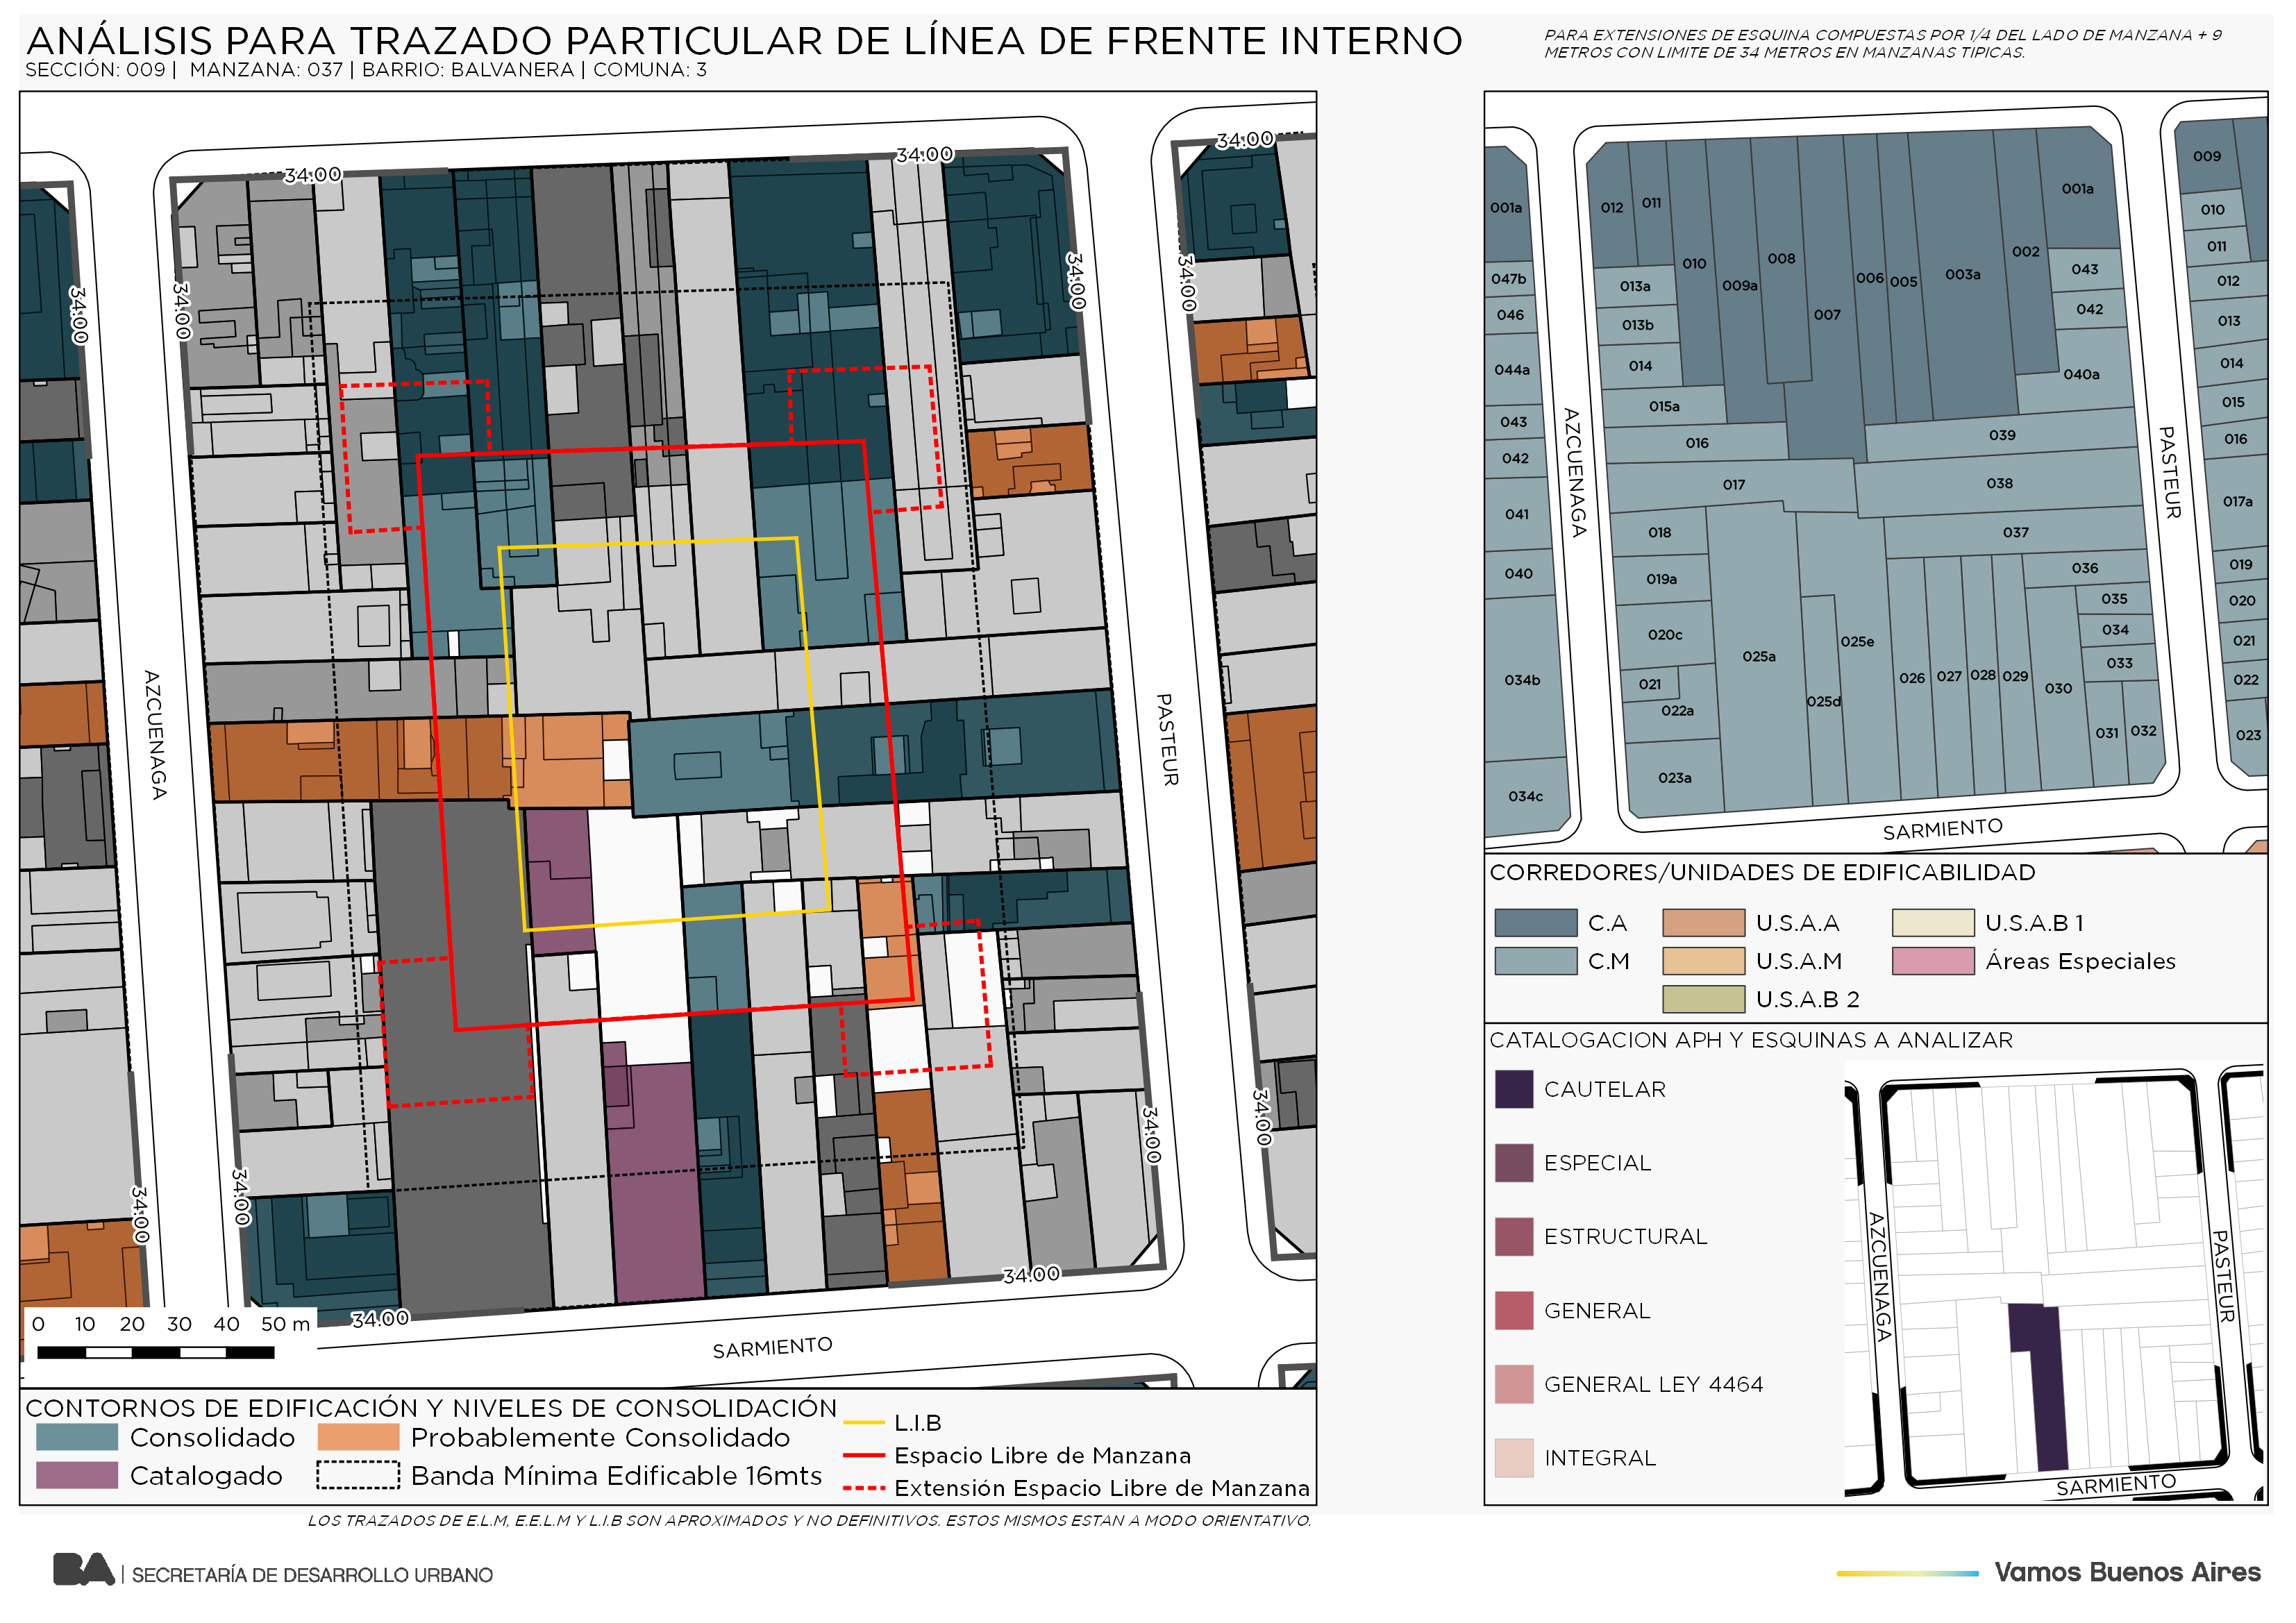 ANÁLISIS PARA TRAZADO PARTICULAR DE LÍNEA DE FRENTE INTERNO
SECCIÓN: 009 | MANZANA: 037 | BARRIO: BALVANERA | COMUNA: 3
PARA EXTENSIONES DE ESQUINA COMPUESTAS POR 1/4 DEL LADO DE MANZANA + 9
METROS CON LIMITE DE 34 METROS EN MANZANAS TIPICAS.
34.00
34.00
34.00
34.00
34.00
34.00
34.00
AZCUENAGA
PASTEUR
34.00
34.00
34.00
34.00
34.00
34.00
SARMIENTO
0 10 20 30 40 50 m
CONTORNOS DE EDIFICACIÓN Y NIVELES DE CONSOLIDACIÓN
Consolidado
Probablemente Consolidado
Catalogado
Banda Mínima Edificable 16mts
L.I.B
Espacio Libre de Manzana
Extensión Espacio Libre de Manzana
LOS TRAZADOS DE E.L.M, E.E.L.M Y L.I.B SON APROXIMADOS Y NO DEFINITIVOS. ESTOS MISMOS ESTAN A MODO ORIENTATIVO.
001a
047b
046
044a
043
042
041
040
034b
034c
AZCUENAGA
012
011
010
009a
008
007
006
005
003a
002
001a
043
042
040a
013a
013b
014
015a
016
039
017
038
018
037
019a
036
020c
035
034
033
021
022a
023a
025a
025d
025e
026
027
028
029
030
031
032
PASTEUR
009
010
011
012
013
014
015
016
017a
019
020
021
022
023
SARMIENTO
CORREDORES/UNIDADES DE EDIFICABILIDAD
C.A
U.S.A.A
U.S.A.B 1
C.M
U.S.A.M
Áreas Especiales
U.S.A.B 2
CATALOGACION APH Y ESQUINAS A ANALIZAR
CAUTELAR
ESPECIAL
ESTRUCTURAL
GENERAL
GENERAL LEY 4464
INTEGRAL
AZCUENAGA
PASTEUR
SARMIENTO
BA | SECRETARÍA DE DESARROLLO URBANO
Vamos Buenos Aires